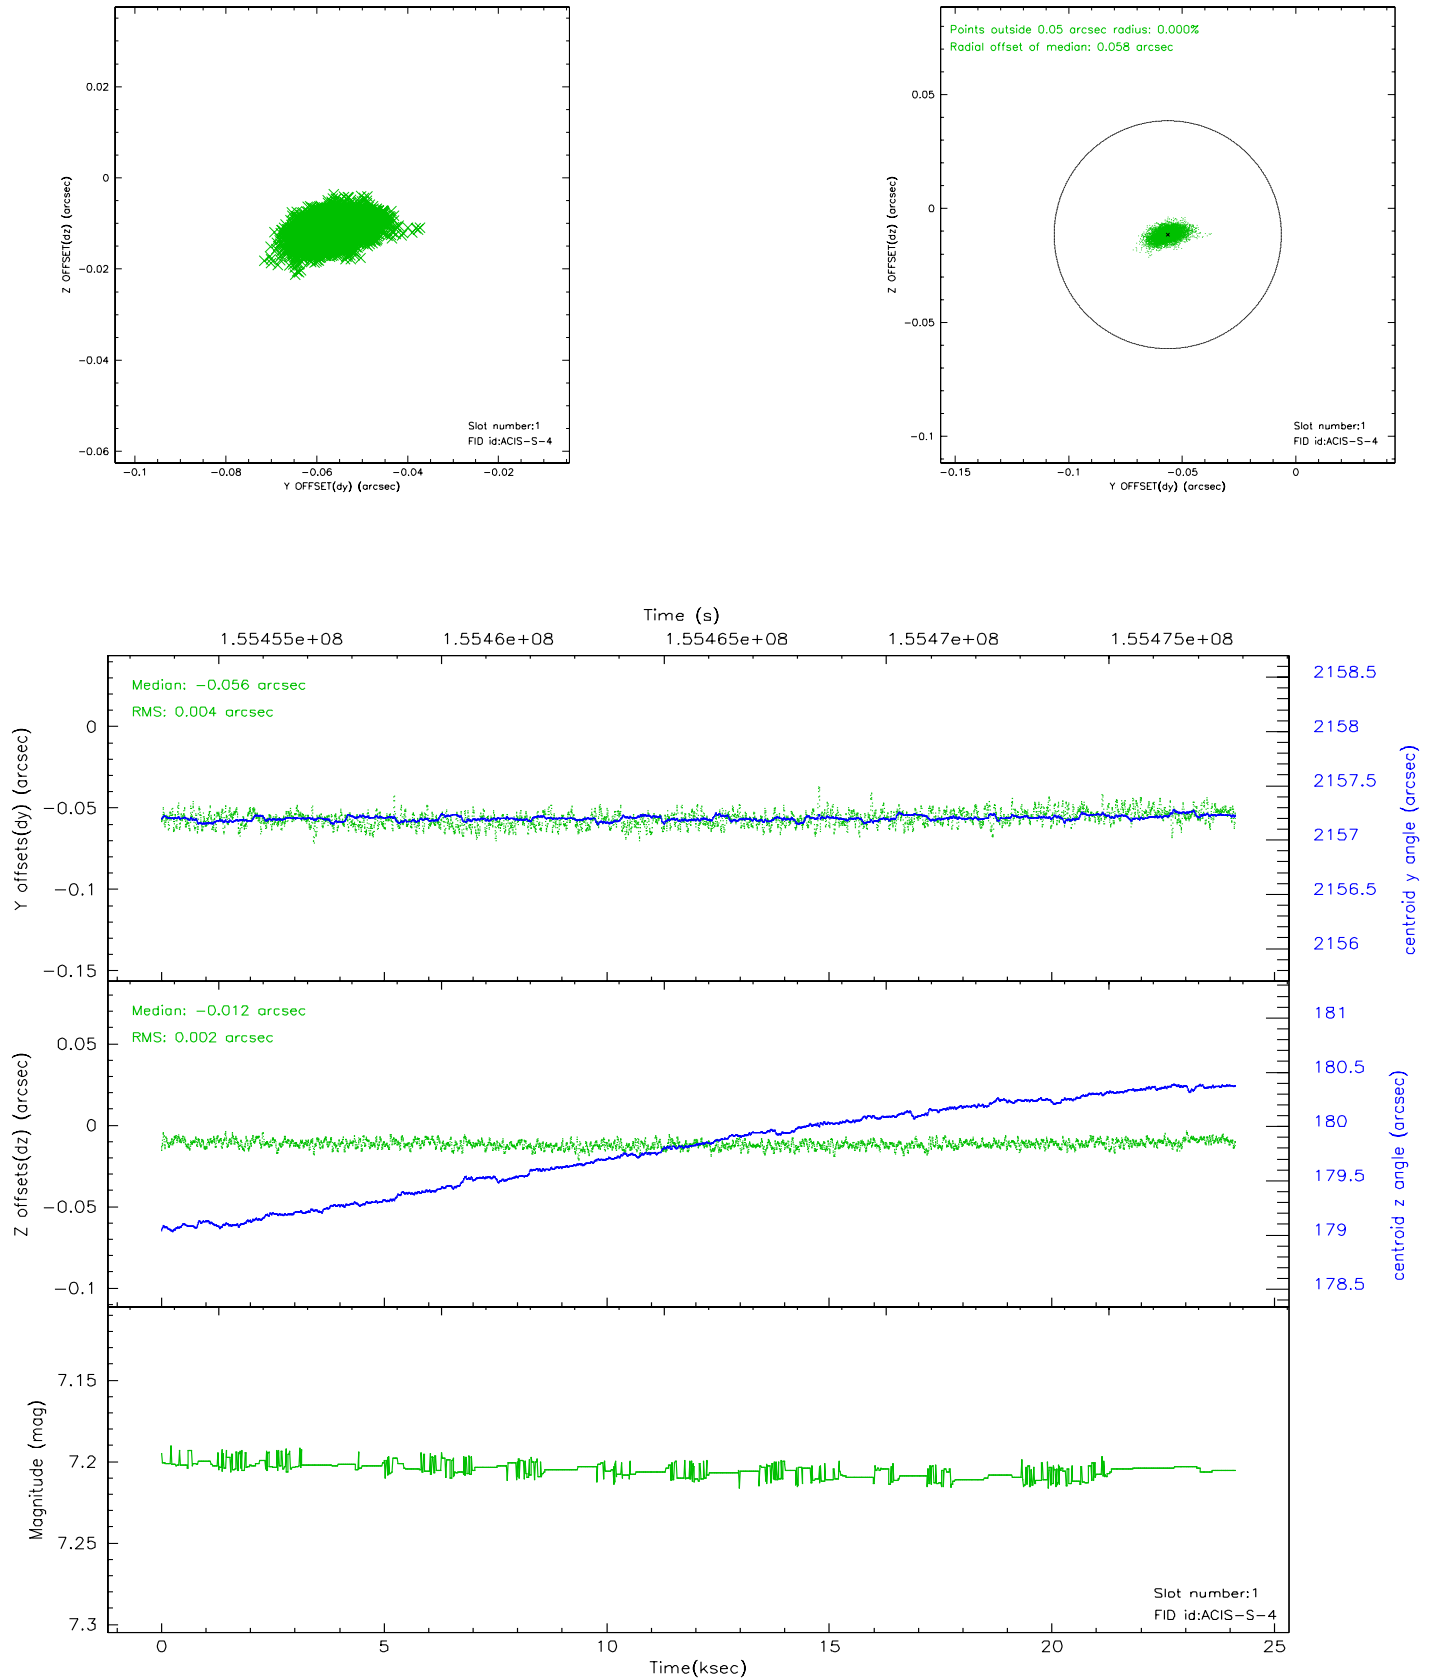 0.02
0
−0.02
−0.04
−0.06
Z OFFSET(dz) (arcsec)
Slot number:1
FID id:ACIS−S−4
−0.1 −0.08 −0.06 −0.04 −0.02
Y OFFSET(dy) (arcsec)
Points outside 0.05 arcsec radius: 0.000%
Radial offset of median: 0.058 arcsec
0.05
0
−0.05
−0.1
Z OFFSET(dz) (arcsec)
Slot number:1
FID id:ACIS−S−4
−0.15 −0.1 −0.05 0
Y OFFSET(dy) (arcsec)
Time (s)
1.55455e+08 1.5546e+08 1.55465e+08 1.5547e+08 1.55475e+08
Median: −0.056 arcsec
RMS: 0.004 arcsec
0
−0.05
−0.1
−0.15
Y offsets(dy) (arcsec)
2158.5
2158
2157.5
2157
2156.5
2156
centroid y angle (arcsec)
Median: −0.012 arcsec
RMS: 0.002 arcsec
0.05
0
−0.05
−0.1
Z offsets(dz) (arcsec)
181
180.5
180
179.5
179
178.5
centroid z angle (arcsec)
7.15
7.2
7.25
7.3
Magnitude (mag)
Slot number:1
FID id:ACIS−S−4
0 5 10 15 20 25
Time(ksec)